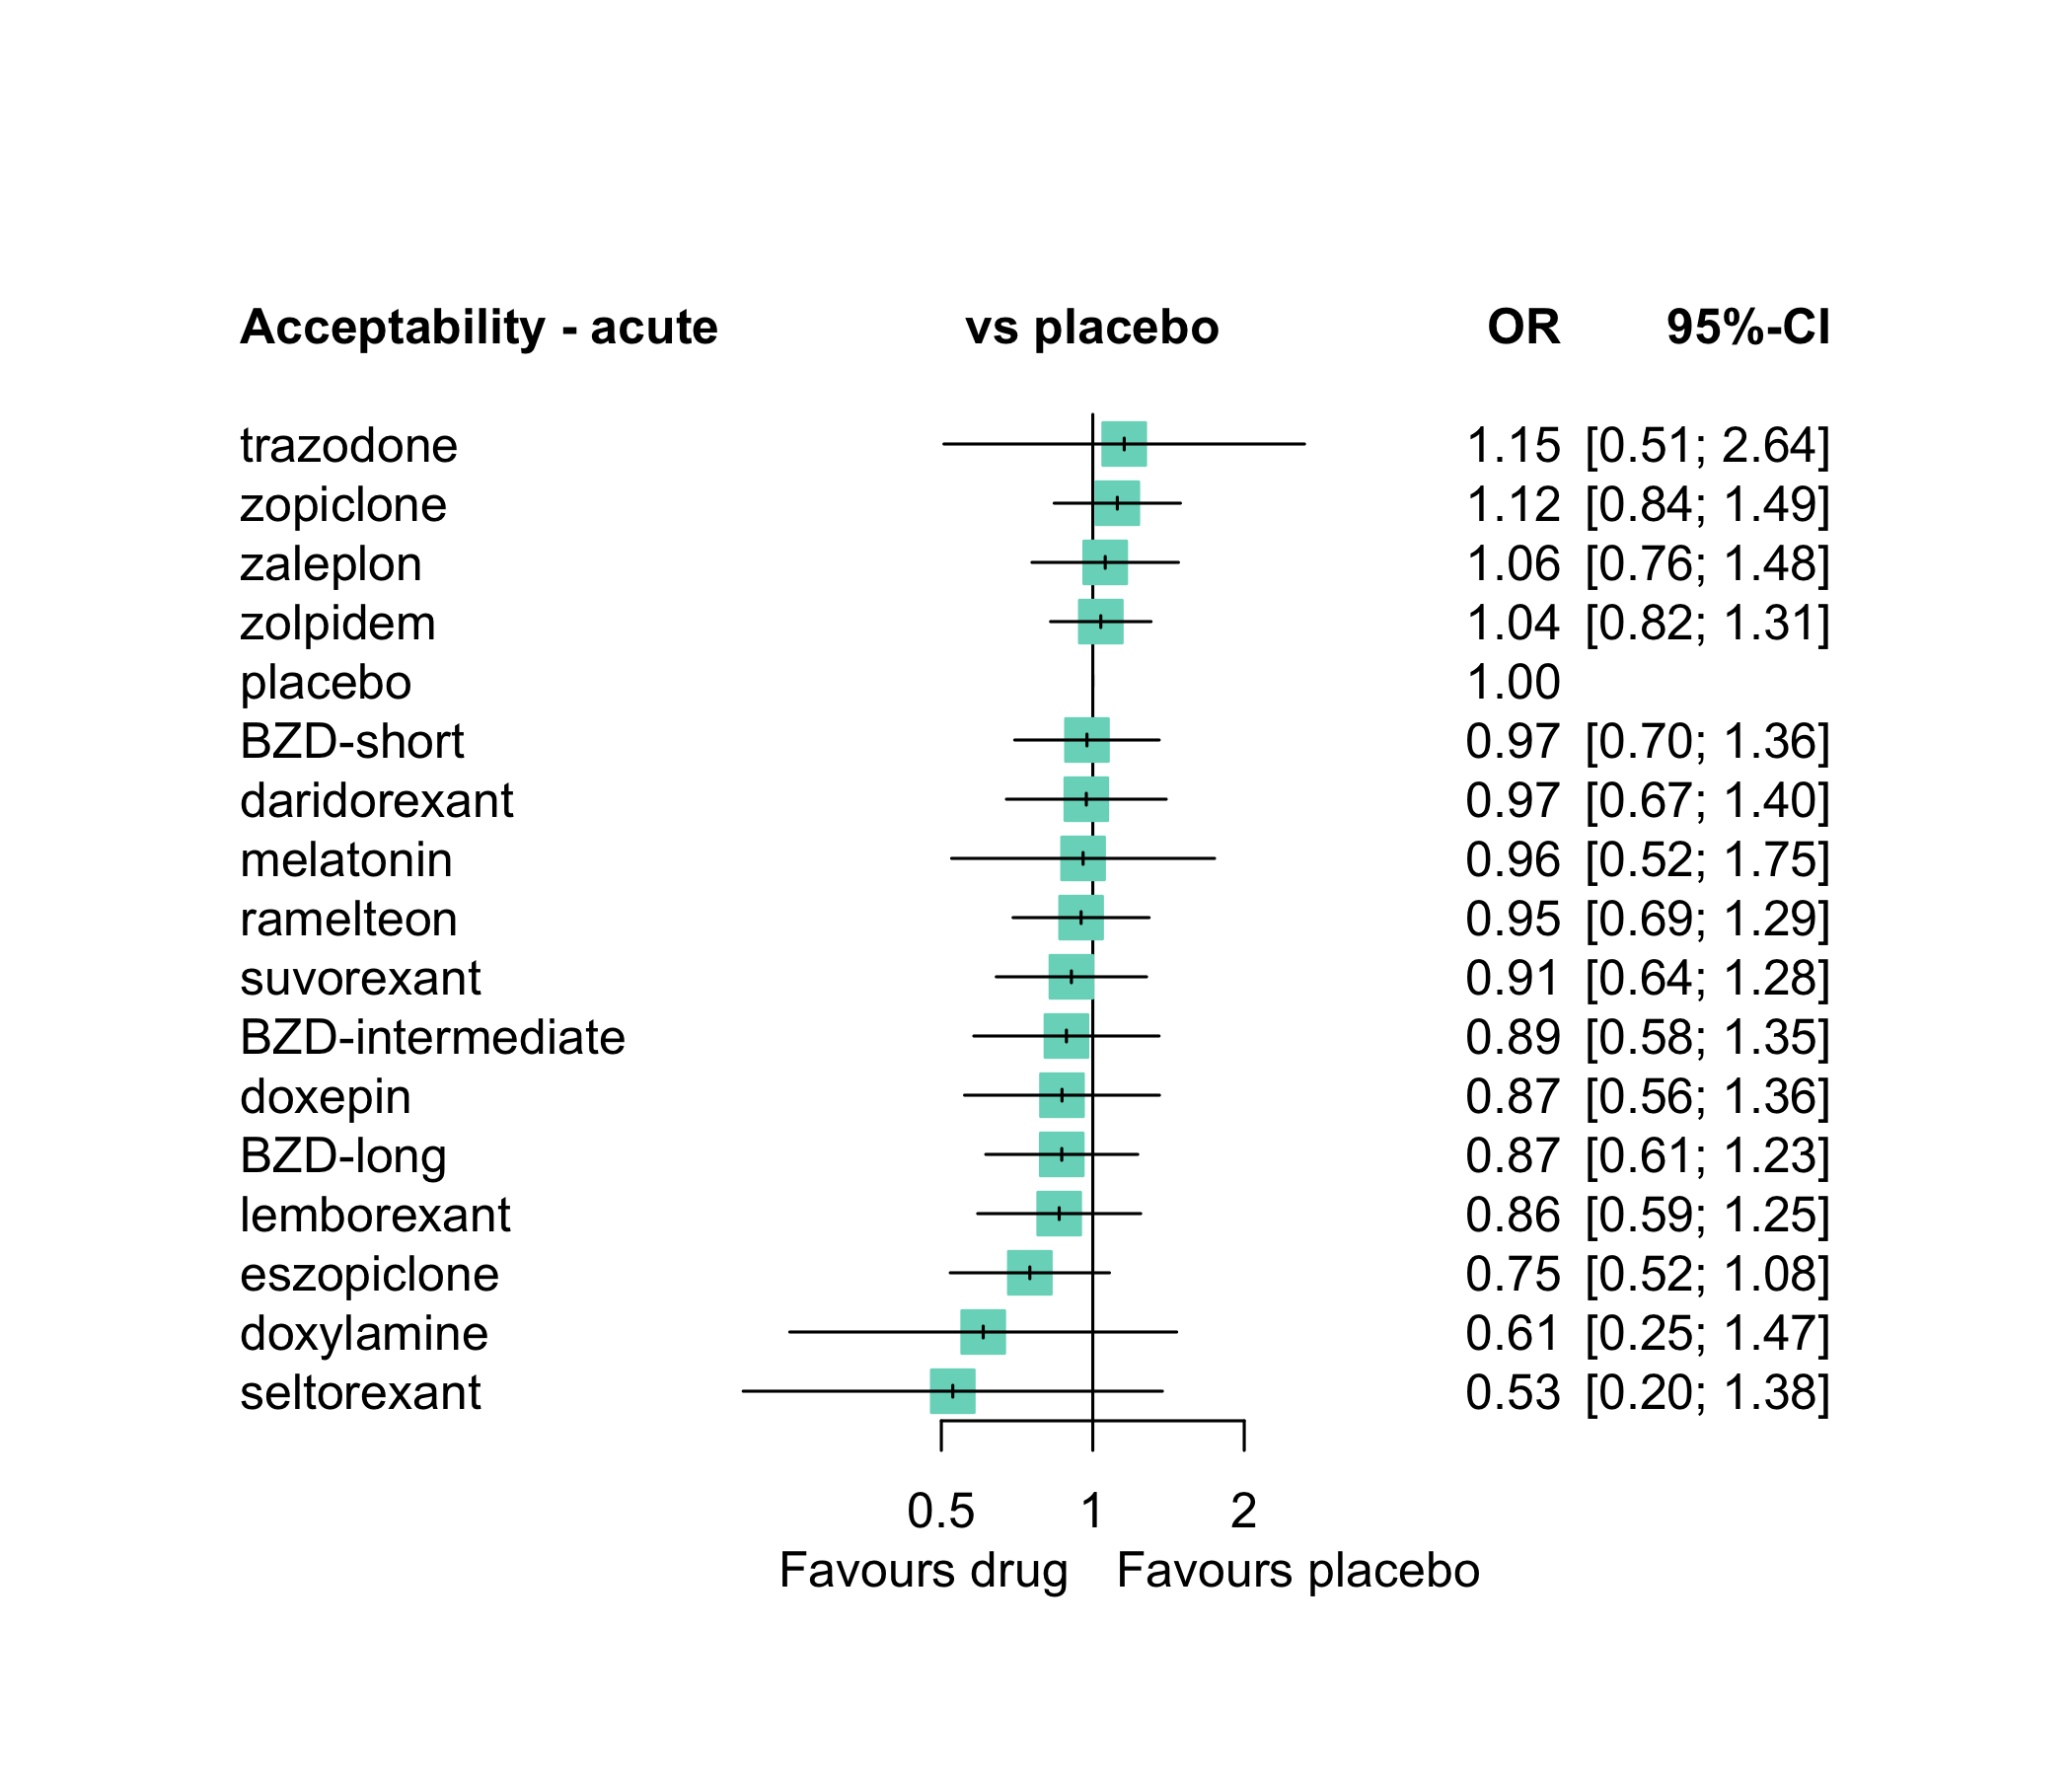 Acceptability - acute vs placebo OR 95%-CI
trazodone 1.15 [0.51; 2.64]
zopiclone 1.12 [0.84; 1.49]
zaleplon 1.06 [0.76; 1.48]
zolpidem 1.04 [0.82; 1.31]
placebo 1.00
BZD-short 0.97 [0.70; 1.36]
daridorexant 0.97 [0.67; 1.40]
melatonin 0.96 [0.52; 1.75]
ramelteon 0.95 [0.69; 1.29]
suvorexant 0.91 [0.64; 1.28]
BZD-intermediate 0.89 [0.58; 1.35]
doxepin 0.87 [0.56; 1.36]
BZD-long 0.87 [0.61; 1.23]
lemborexant 0.86 [0.59; 1.25]
eszopiclone 0.75 [0.52; 1.08]
doxylamine 0.61 [0.25; 1.47]
seltorexant 0.53 [0.20; 1.38]
0.5 1 2
Favours drug Favours placebo